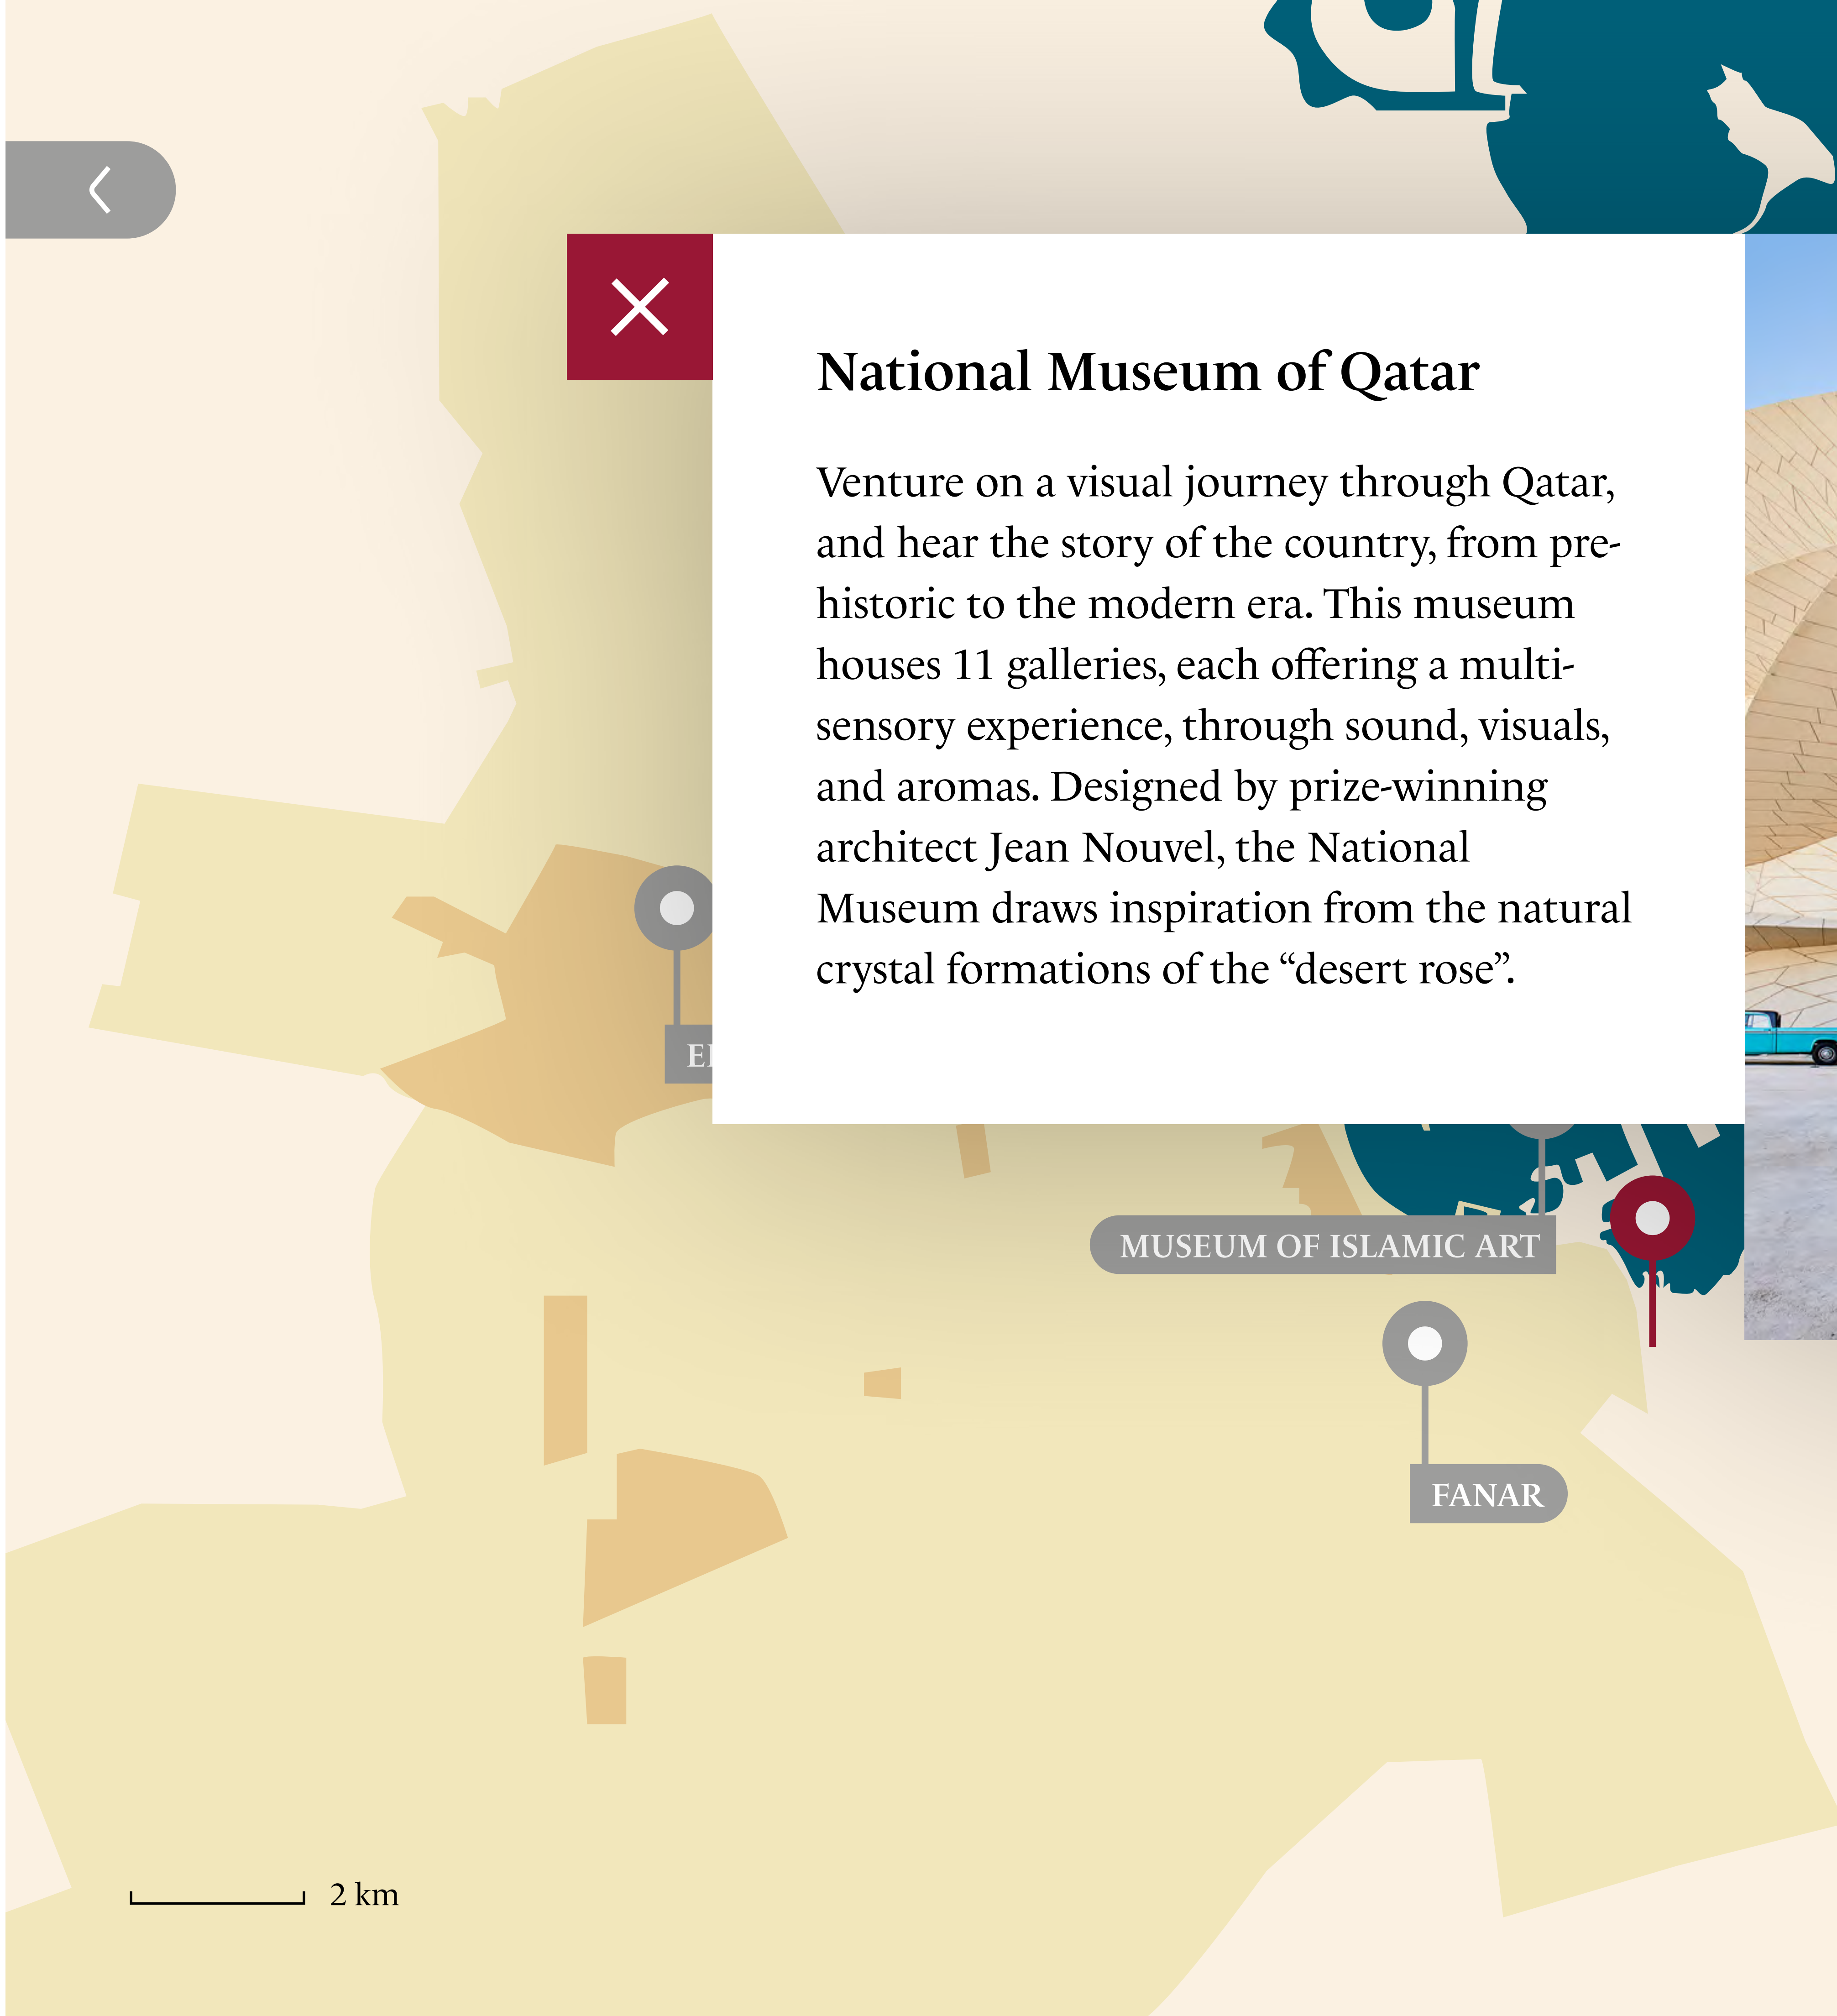 National Museum of Qatar
Venture on a visual journey through Qatar,
and hear the story of the country, from pre-
historic to the modern era. This museum
houses 11 galleries, each offering a multi-
sensory experience, through sound, visuals,
and aromas. Designed by prize-winning
architect Jean Nouvel, the National
Museum draws inspiration from the natural
crystal formations of the “desert rose”.
MUSEUM OF ISLAMIC ART
FANAR
2 km